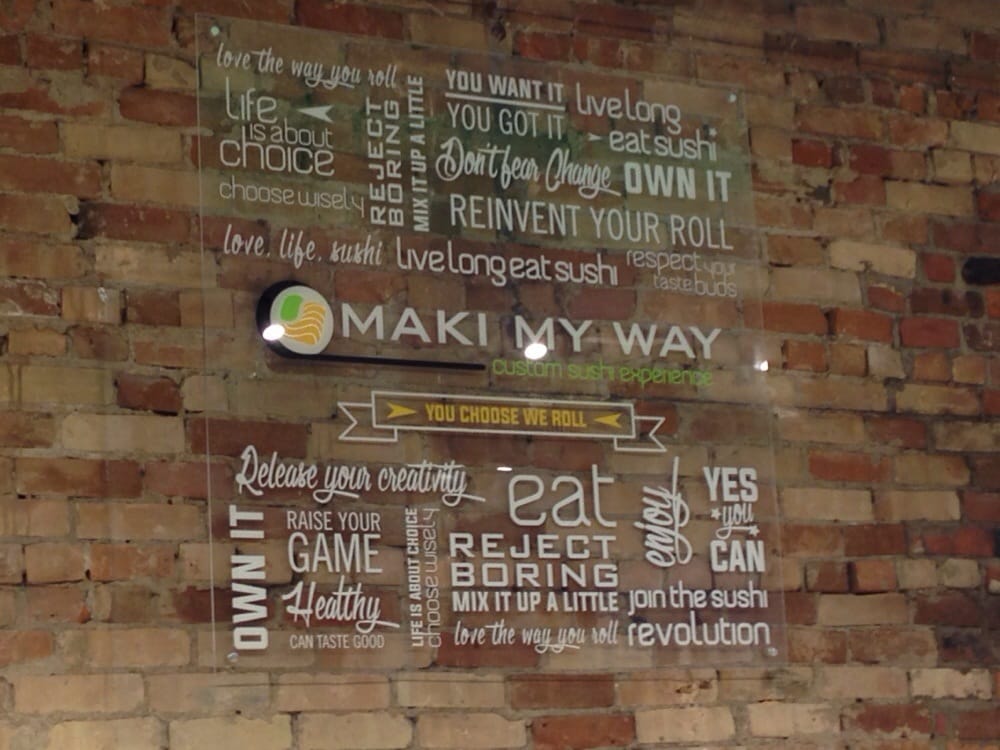 love the way you roll
life
is about
choice
choose wisely
REJECT
BORING
MIX IT UP A LITTLE
YOU WANT IT
YOU GOT IT
live long
eat sushi
Don't fear Change
OWN IT
REINVENT YOUR ROLL
love. life. sushi
live long eat sushi
respect your
taste buds
MAKI MY WAY
custom sushi experience
YOU CHOOSE WE ROLL
Release your creativity
OWN IT
RAISE YOUR
GAME
Healthy
CAN TASTE GOOD
LIFE IS ABOUT CHOICE
choose wisely
eat
REJECT
BORING
MIX IT UP A LITTLE
love the way you roll
enjoy
YES
you
CAN
join the sushi
revolution